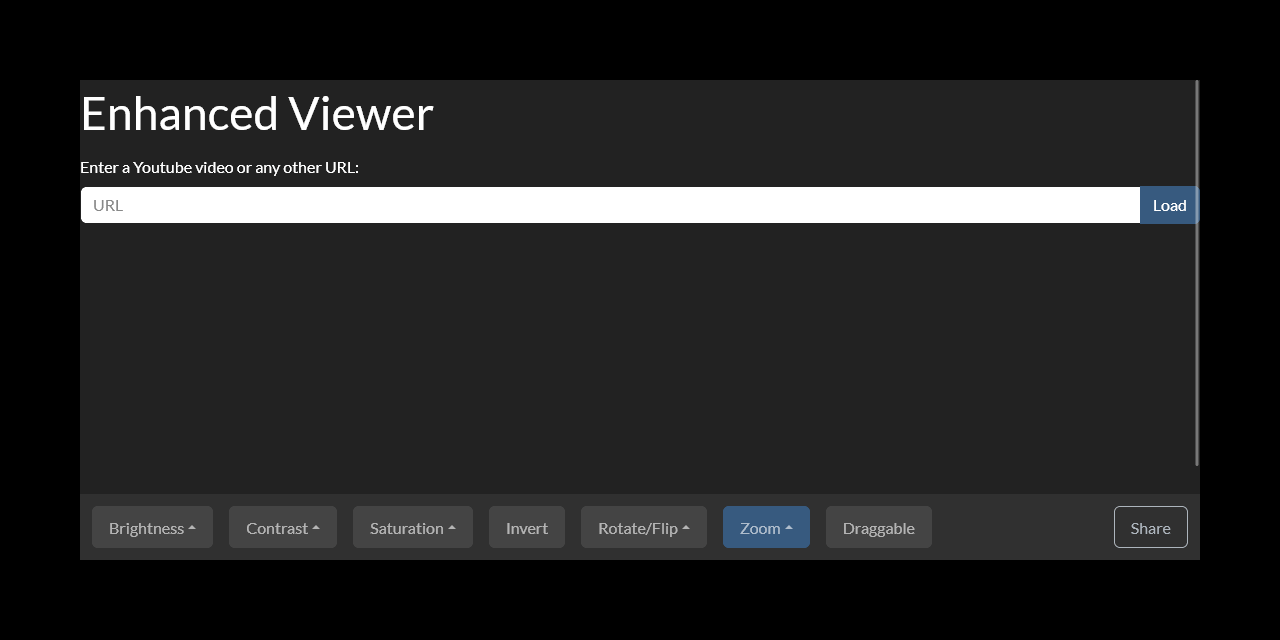 Enhanced Viewer
Enter a Youtube video or any other URL:
URL Load
Brightness Contrast Saturation Invert Rotate/Flip Zoom Draggable Share